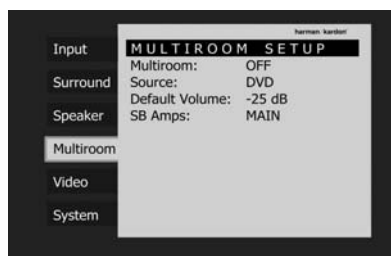 harman kardon
Input
Surround
Speaker
Multiroom
Video
System
MULTIROOM SETUP
Multiroom: OFF
Source: DVD
Default Volume: -25 dB
SB Amps: MAIN